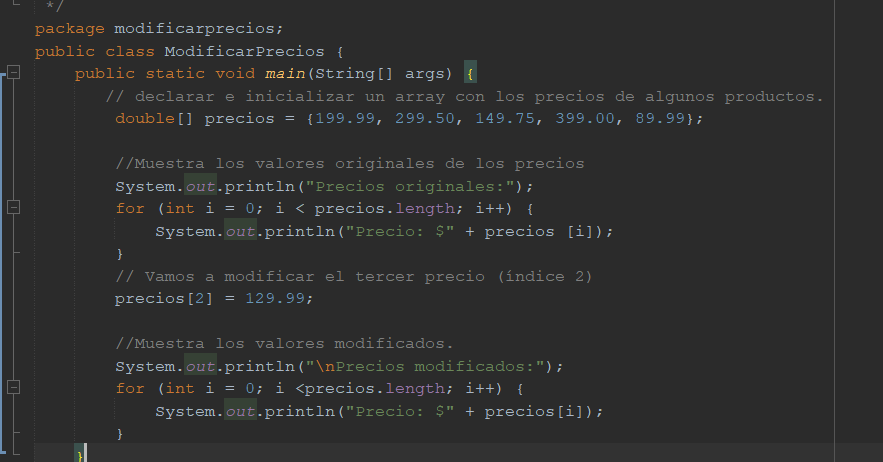 */
package modificarprecios;
public class ModificarPrecios {
public static void main(String[] args) {
// declarar e inicializar un array con los precios de algunos productos.
double[] precios = {199.99, 299.50, 149.75, 399.00, 89.99};
//Muestra los valores originales de los precios
System.out.println("Precios originales:");
for (int i = 0; i < precios.length; i++) {
System.out.println("Precio: $" + precios [i]);
}
// Vamos a modificar el tercer precio (índice 2)
precios[2] = 129.99;
//Muestra los valores modificados.
System.out.println("\nPrecios modificados:");
for (int i = 0; i <precios.length; i++) {
System.out.println("Precio: $" + precios[i]);
}
}